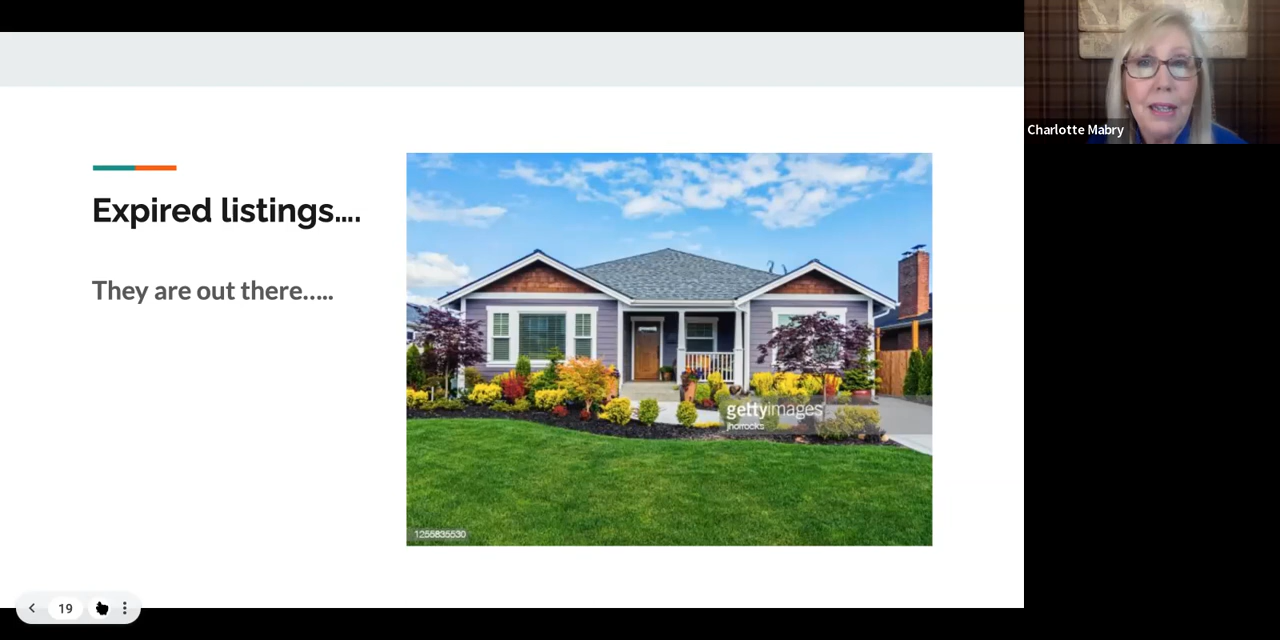 Expired listings....
They are out there.....
gettyimages
jhorrocks
1255835530
Charlotte Mabry
19